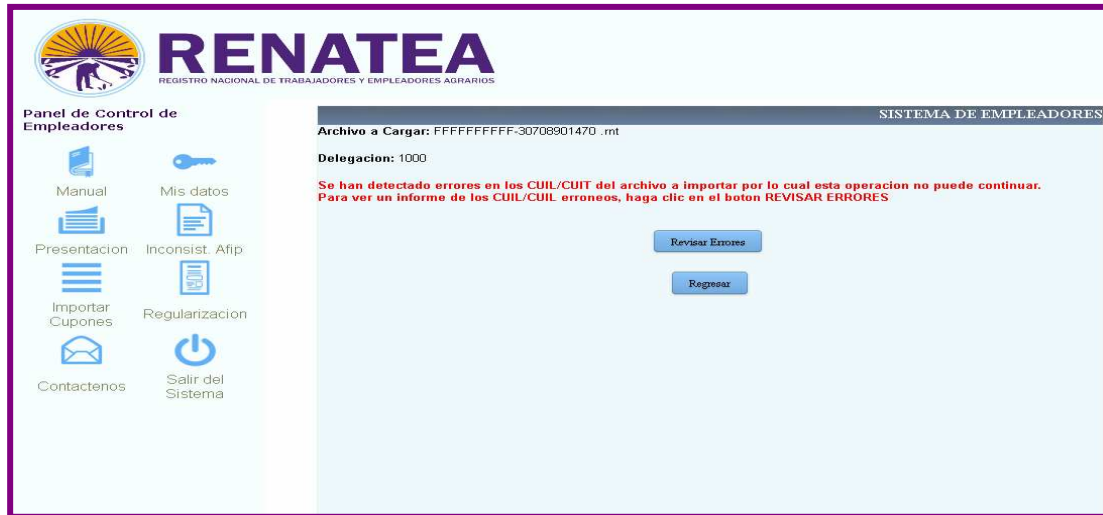 RENATEA
REGISTRO NACIONAL DE TRABAJADORES Y EMPLEADORES AGRARIOS
Panel de Control de
Empleadores
Manual
Mis datos
Presentacion
Inconsist. Afip
Importar
Cupones
Regularizacion
Contactenos
Salir del
Sistema
SISTEMA DE EMPLEADORES
Archivo a Cargar: FFFFFFFFFF-30708901470 .rnt
Delegacion: 1000
Se han detectado errores en los CUIL/CUIT del archivo a importar por lo cual esta operacion no puede continuar.
Para ver un informe de los CUIL/CUIL erroneos, haga clic en el boton REVISAR ERRORES
Revisar Errores
Regresar